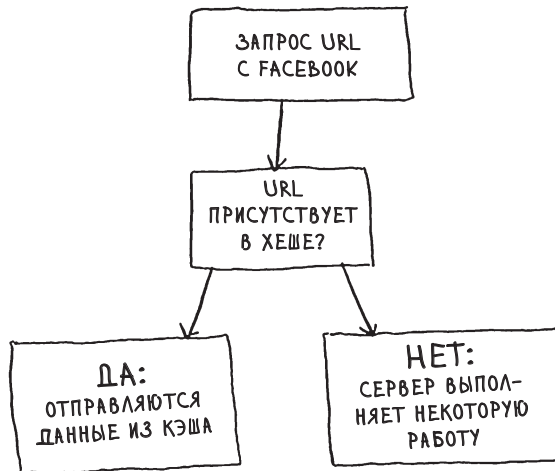 ЗАПРОС URL
С FACEBOOK
URL
ПРИСУТСТВУЕТ
В ХЕШЕ?
ДА:
ОТПРАВЛЯЮТСЯ
ДАННЫЕ ИЗ КЭША
НЕТ:
СЕРВЕР ВЫПОЛ-
НЯЕТ НЕКОТОРУЮ
РАБОТУ